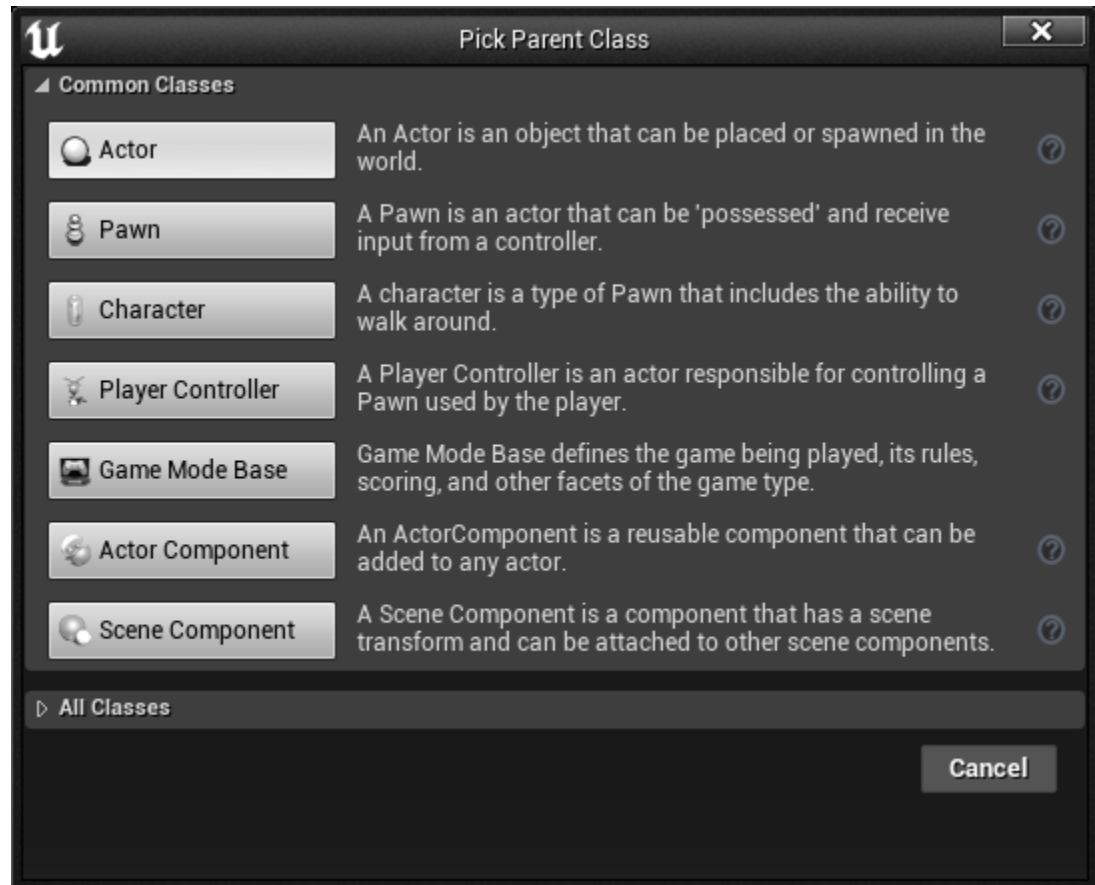 Pick Parent Class
Common Classes
Actor
An Actor is an object that can be placed or spawned in the
world.
Pawn
A Pawn is an actor that can be 'possessed' and receive
input from a controller.
Character
A character is a type of Pawn that includes the ability to
walk around.
Player Controller
A Player Controller is an actor responsible for controlling a
Pawn used by the player.
Game Mode Base
Game Mode Base defines the game being played, its rules,
scoring, and other facets of the game type.
Actor Component
An ActorComponent is a reusable component that can be
added to any actor.
Scene Component
A Scene Component is a component that has a scene
transform and can be attached to other scene components.
All Classes
Cancel